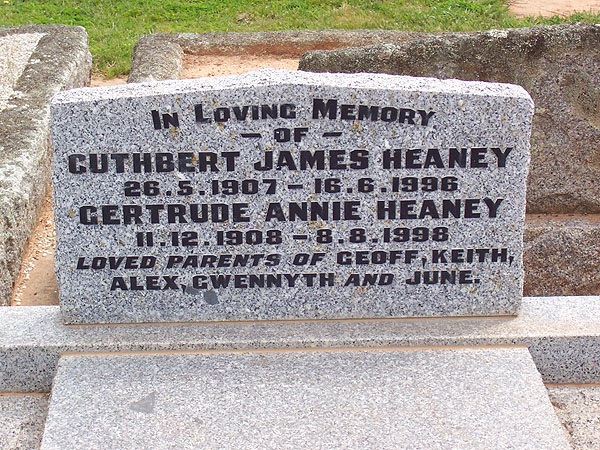 In Loving Memory
– OF –
CUTHBERT JAMES HEANEY
26.5.1907 – 16.6.1996
GERTRUDE ANNIE HEANEY
11.12.1908 – 8.8.1998
LOVED PARENTS OF GEOFF, KEITH,
ALEX, GWENNYTH AND JUNE.